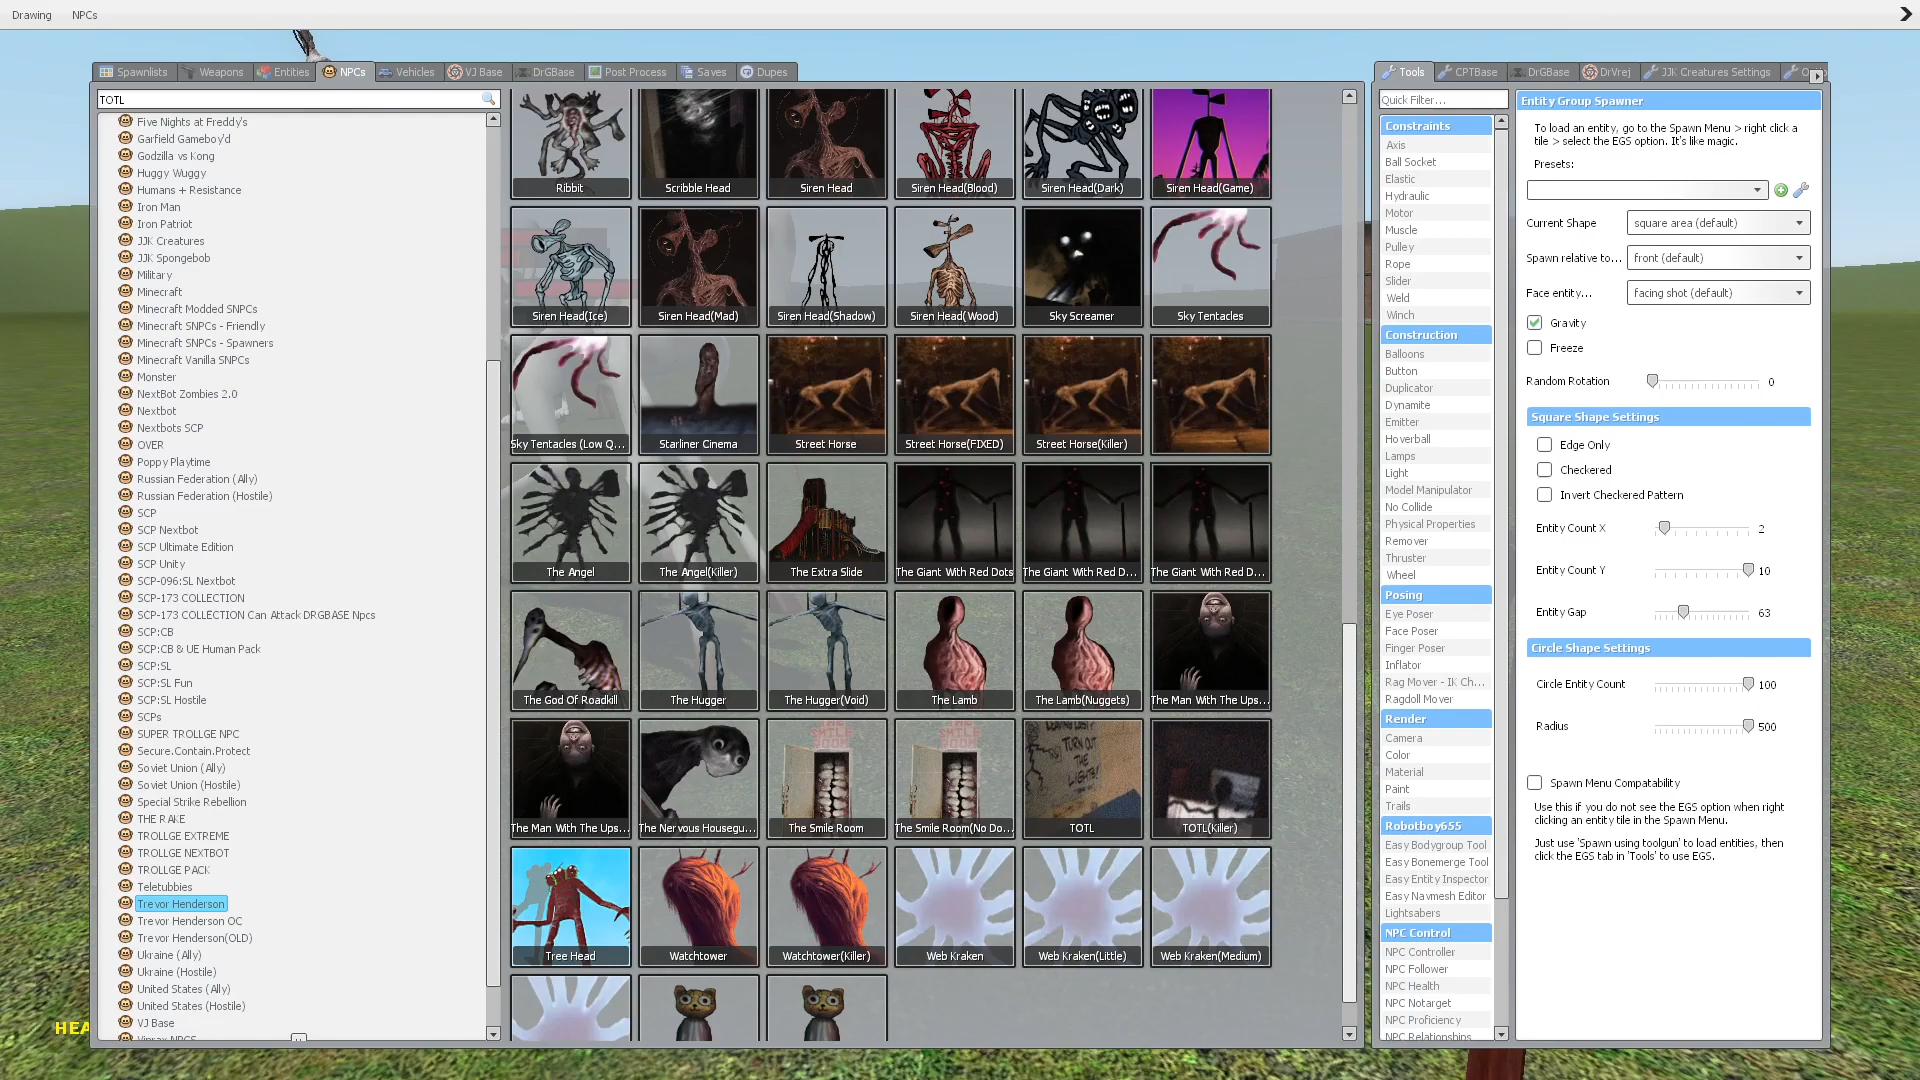 Drawing NPCs
Spawnlists Weapons Entities NPCs Vehicles VJ Base DrGBase Post Process Saves Dupes
TOTL
Five Nights at Freddy's
Garfield Gameboy'd
Godzilla vs Kong
Huggy Wuggy
Humans + Resistance
Iron Man
Iron Patriot
JJK Creatures
JJK Spongebob
Military
Minecraft
Minecraft Modded SNPCs
Minecraft SNPCs - Friendly
Minecraft SNPCs - Spawners
Minecraft Vanilla SNPCs
Monster
NextBot Zombies 2.0
Nextbot
Nextbots SCP
OVER
Poppy Playtime
Russian Federation (Ally)
Russian Federation (Hostile)
SCP
SCP Nextbot
SCP Ultimate Edition
SCP Unity
SCP-096:SL Nextbot
SCP-173 COLLECTION
SCP-173 COLLECTION Can Attack DRGBASE Npcs
SCP:CB
SCP:CB & UE Human Pack
SCP:SL
SCP:SL Fun
SCP:SL Hostile
SCPs
SUPER TROLLGE NPC
Secure.Contain.Protect
Soviet Union (Ally)
Soviet Union (Hostile)
Special Strike Rebellion
THE RAKE
TROLLGE EXTREME
TROLLGE NEXTBOT
TROLLGE PACK
Teletubbies
Trevor Henderson
Trevor Henderson OC
Trevor Henderson(OLD)
Ukraine (Ally)
Ukraine (Hostile)
United States (Ally)
United States (Hostile)
VJ Base
HEA
Ribbit Scribble Head Siren Head Siren Head(Blood) Siren Head(Dark) Siren Head(Game)
Siren Head(Ice) Siren Head(Mad) Siren Head(Shadow) Siren Head(Wood) Sky Screamer Sky Tentacles
Sky Tentacles (Low Q... Starliner Cinema Street Horse Street Horse(FIXED) Street Horse(Killer)
The Angel The Angel(Killer) The Extra Slide The Giant With Red Dots The Giant With Red D... The Giant With Red D...
The God Of Roadkill The Hugger The Hugger(Void) The Lamb The Lamb(Nuggets) The Man With The Ups...
TURN OUT
THE
LIGHTS!
The Man With The Ups... The Nervous Housegu... The Smile Room The Smile Room(No Do... TOTL TOTL(Killer)
Tree Head Watchtower Watchtower(Killer) Web Kraken Web Kraken(Little) Web Kraken(Medium)
Tools CPTBase DrGBase DrVrej JJK Creatures Settings
Quick Filter...
Constraints
Axis
Ball Socket
Elastic
Hydraulic
Motor
Muscle
Pulley
Rope
Slider
Weld
Winch
Construction
Balloons
Button
Duplicator
Dynamite
Emitter
Hoverball
Lamps
Light
Model Manipulator
No Collide
Physical Properties
Remover
Thruster
Wheel
Posing
Eye Poser
Face Poser
Finger Poser
Inflator
Rag Mover - IK Ch...
Ragdoll Mover
Render
Camera
Color
Material
Paint
Trails
Robotboy655
Easy Bodygroup Tool
Easy Bonemerge Tool
Easy Entity Inspector
Easy Navmesh Editor
Lightsabers
NPC Control
NPC Controller
NPC Follower
NPC Health
NPC Notarget
NPC Proficiency
NPC Relationships
Entity Group Spawner
To load an entity, go to the Spawn Menu > right click a
tile > select the EGS option. It's like magic.
Presets:
Current Shape square area (default)
Spawn relative to... front (default)
Face entity... facing shot (default)
Gravity
Freeze
Random Rotation 0
Square Shape Settings
Edge Only
Checkered
Invert Checkered Pattern
Entity Count X 2
Entity Count Y 10
Entity Gap 63
Circle Shape Settings
Circle Entity Count 100
Radius 500
Spawn Menu Compatability
Use this if you do not see the EGS option when right
clicking an entity tile in the Spawn Menu.
Just use 'Spawn using toolgun' to load entities, then
click the EGS tab in 'Tools' to use EGS.